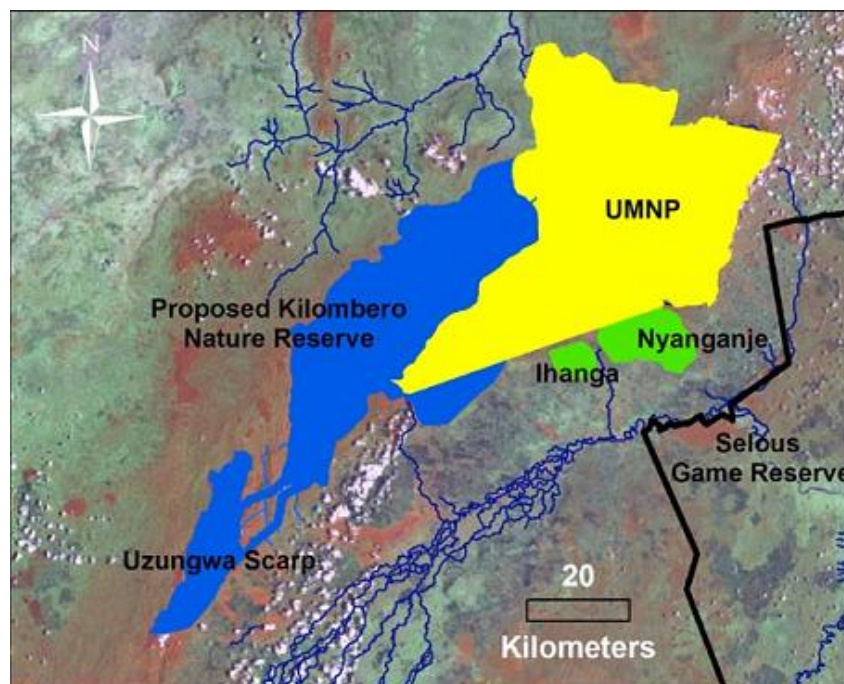 N
UMNP
Proposed Kilombero
Nature Reserve
Nyanganje
Ihanga
Selous
Game Reserve
Uzungwa Scarp
20
Kilometers